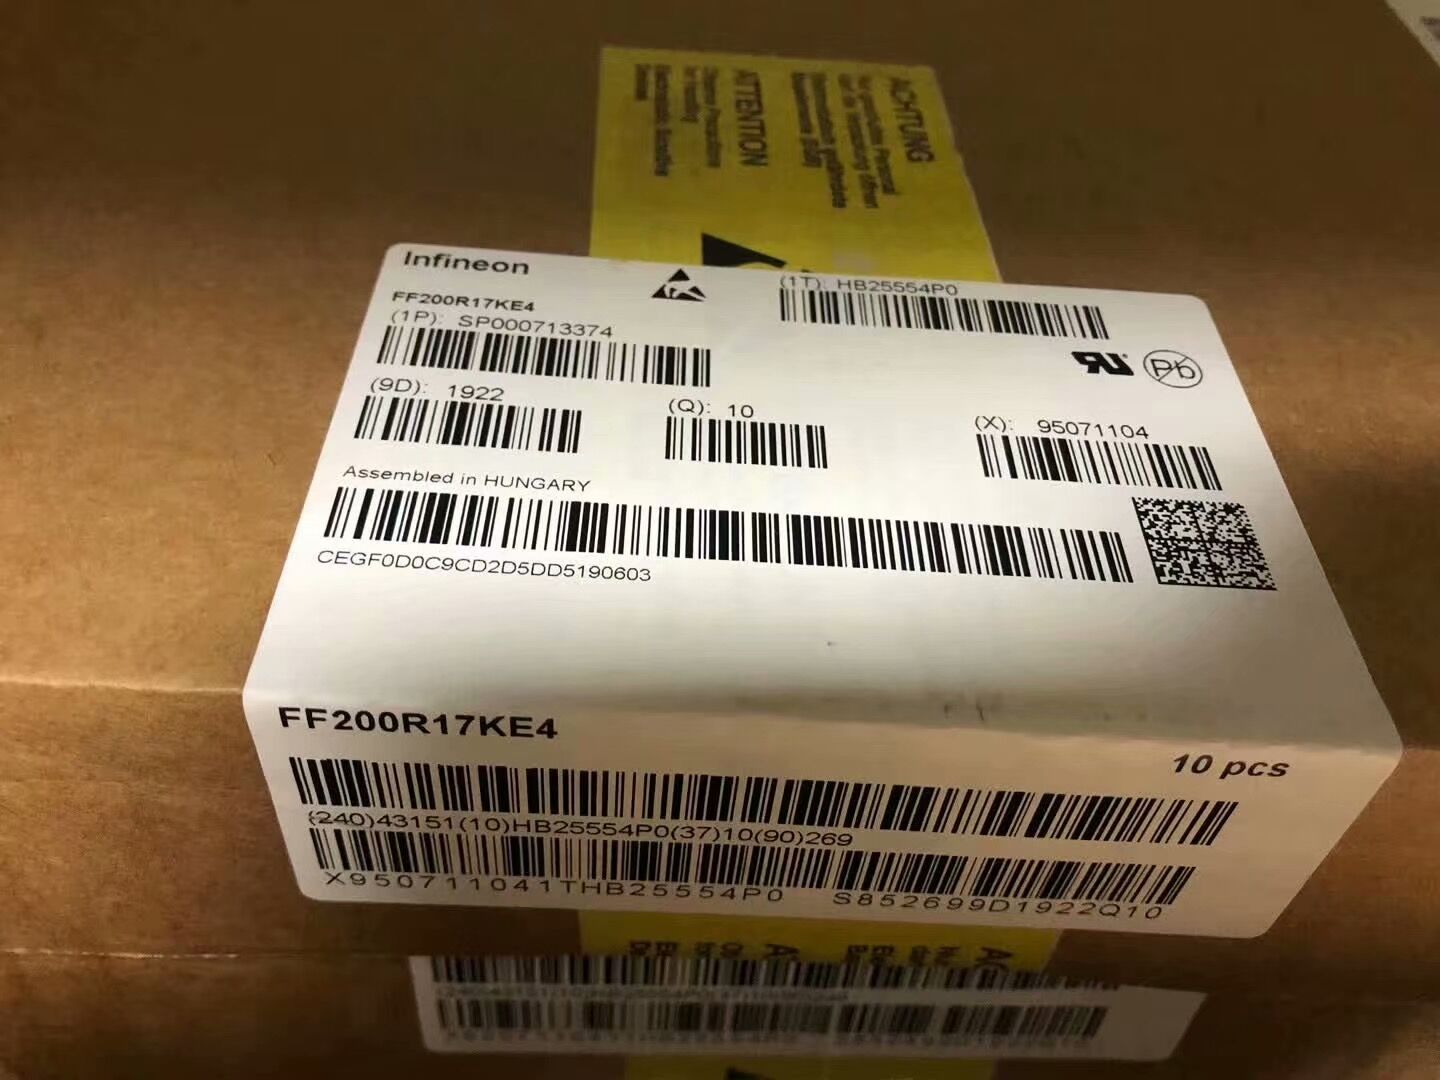 ACHTUNG
ATTENTION
Infineon
FF200R17KE4
(1P): SP000713374
(1T): HB25554P0
(9D): 1922
(Q): 10
(X): 95071104
Pb
Assembled in HUNGARY
CEGF0D0C9CD2D5DD5190603
FF200R17KE4
10 pcs
(240)43151(10)HB25554P0(37)10(90)269
X950711041THB25554P0 S852699D1922Q10